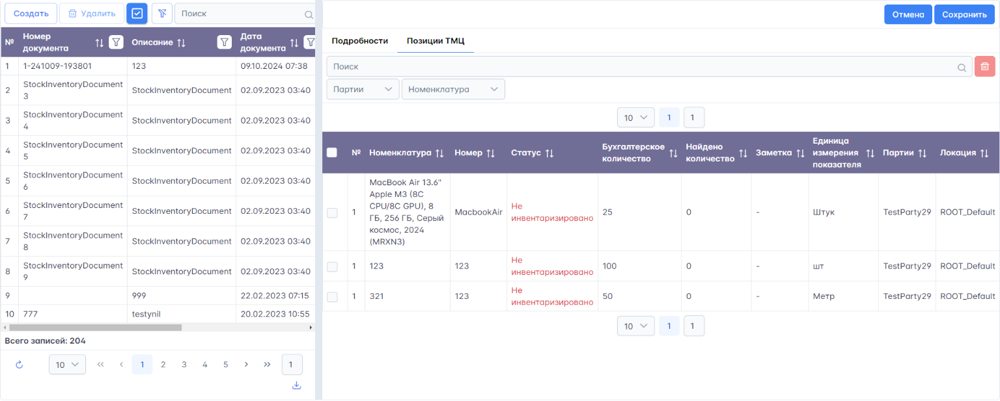 Создать Удалить Поиск
№ Номер документа Описание Дата документа
1 1-241009-193801 123 09.10.2024 07:38
2 StockInventoryDocument3 StockInventoryDocument 02.09.2023 03:40
3 StockInventoryDocument4 StockInventoryDocument 02.09.2023 03:40
4 StockInventoryDocument5 StockInventoryDocument 02.09.2023 03:40
5 StockInventoryDocument6 StockInventoryDocument 02.09.2023 03:40
6 StockInventoryDocument7 StockInventoryDocument 02.09.2023 03:40
7 StockInventoryDocument8 StockInventoryDocument 02.09.2023 03:40
8 StockInventoryDocument9 StockInventoryDocument 02.09.2023 03:40
9 999 22.02.2023 07:15
10 777 testynil 20.02.2023 10:55
Всего записей: 204
10 « ‹ 1 2 3 4 5 › » 1
Отмена Сохранить
Подробности Позиции ТМЦ
Поиск
Партии Номенклатура
10 1 1
№ Номенклатура Номер Статус Бухгалтерское количество Найдено количество Заметка Единица измерения показателя Партии Локация
1 MacBook Air 13.6" Apple M3 (8C CPU/8C GPU), 8 ГБ, 256 ГБ, Серый космос, 2024 (MRXN3) MacbookAir Не инвентаризировано 25 0 - Штук TestParty29 ROOT_Default
1 123 123 Не инвентаризировано 100 0 - шт TestParty29 ROOT_Default
1 321 123 Не инвентаризировано 50 0 - Метр TestParty29 ROOT_Default
10 1 1